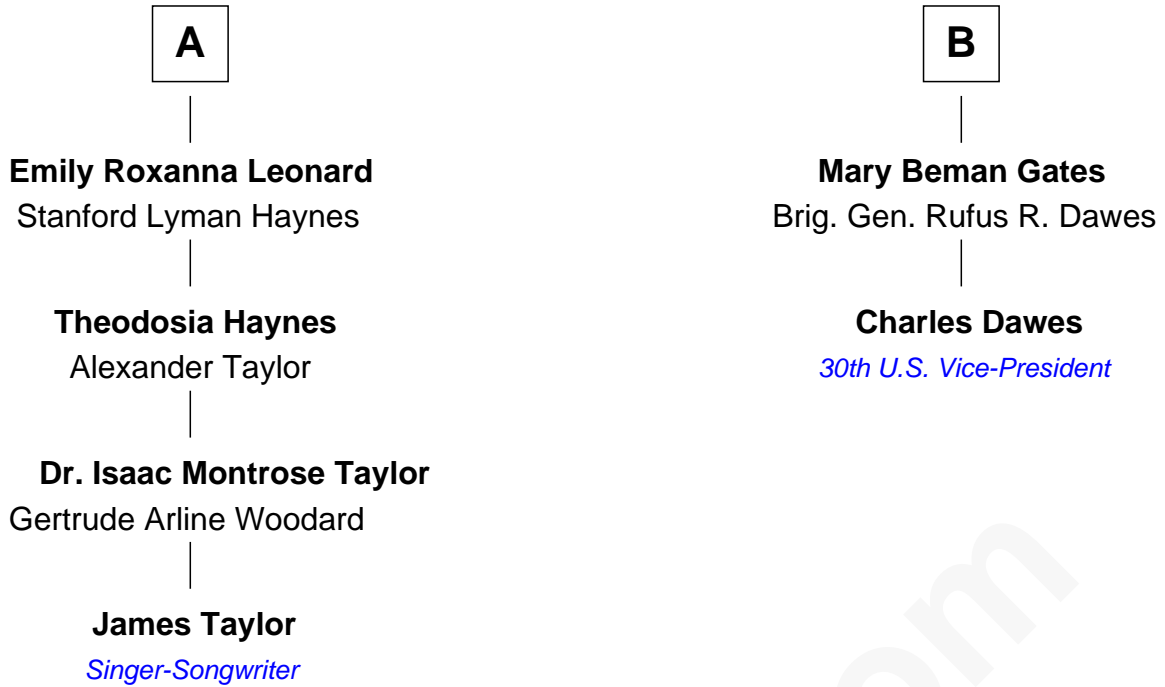 A
Emily Roxanna Leonard
Stanford Lyman Haynes
Theodosia Haynes
Alexander Taylor
Dr. Isaac Montrose Taylor
Gertrude Arline Woodard
James Taylor
Singer-Songwriter
B
Mary Beman Gates
Brig. Gen. Rufus R. Dawes
Charles Dawes
30th U.S. Vice-President
om